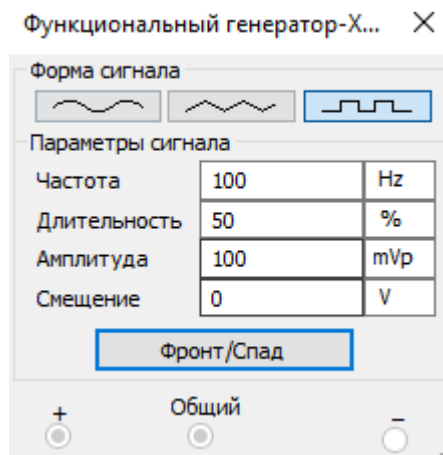 Функциональный генератор-X...
Форма сигнала
Параметры сигнала
Частота 100 Hz
Длительность 50 %
Амплитуда 100 mVp
Смещение 0 V
Фронт/Спад
+ Общий –